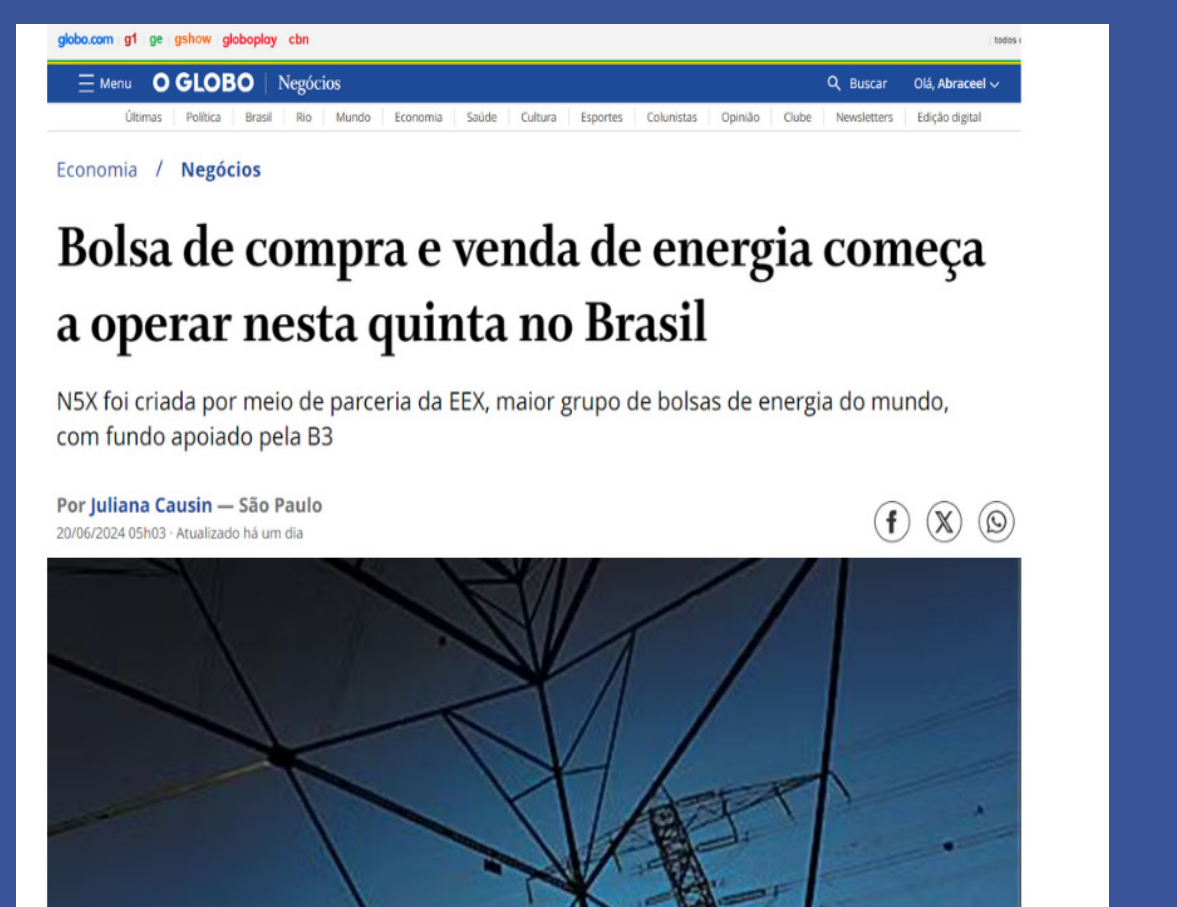 globo.com g1 ge gshow globoplay cbn todos
Menu O GLOBO Negócios Buscar Olá, Abraceel
Últimas Política Brasil Rio Mundo Economia Saúde Cultura Esportes Colunistas Opinião Clube Newsletters Edição digital
Economia / Negócios
Bolsa de compra e venda de energia começa
a operar nesta quinta no Brasil
N5X foi criada por meio de parceria da EEX, maior grupo de bolsas de energia do mundo,
com fundo apoiado pela B3
Por Juliana Causin — São Paulo
20/06/2024 05h03 · Atualizado há um dia